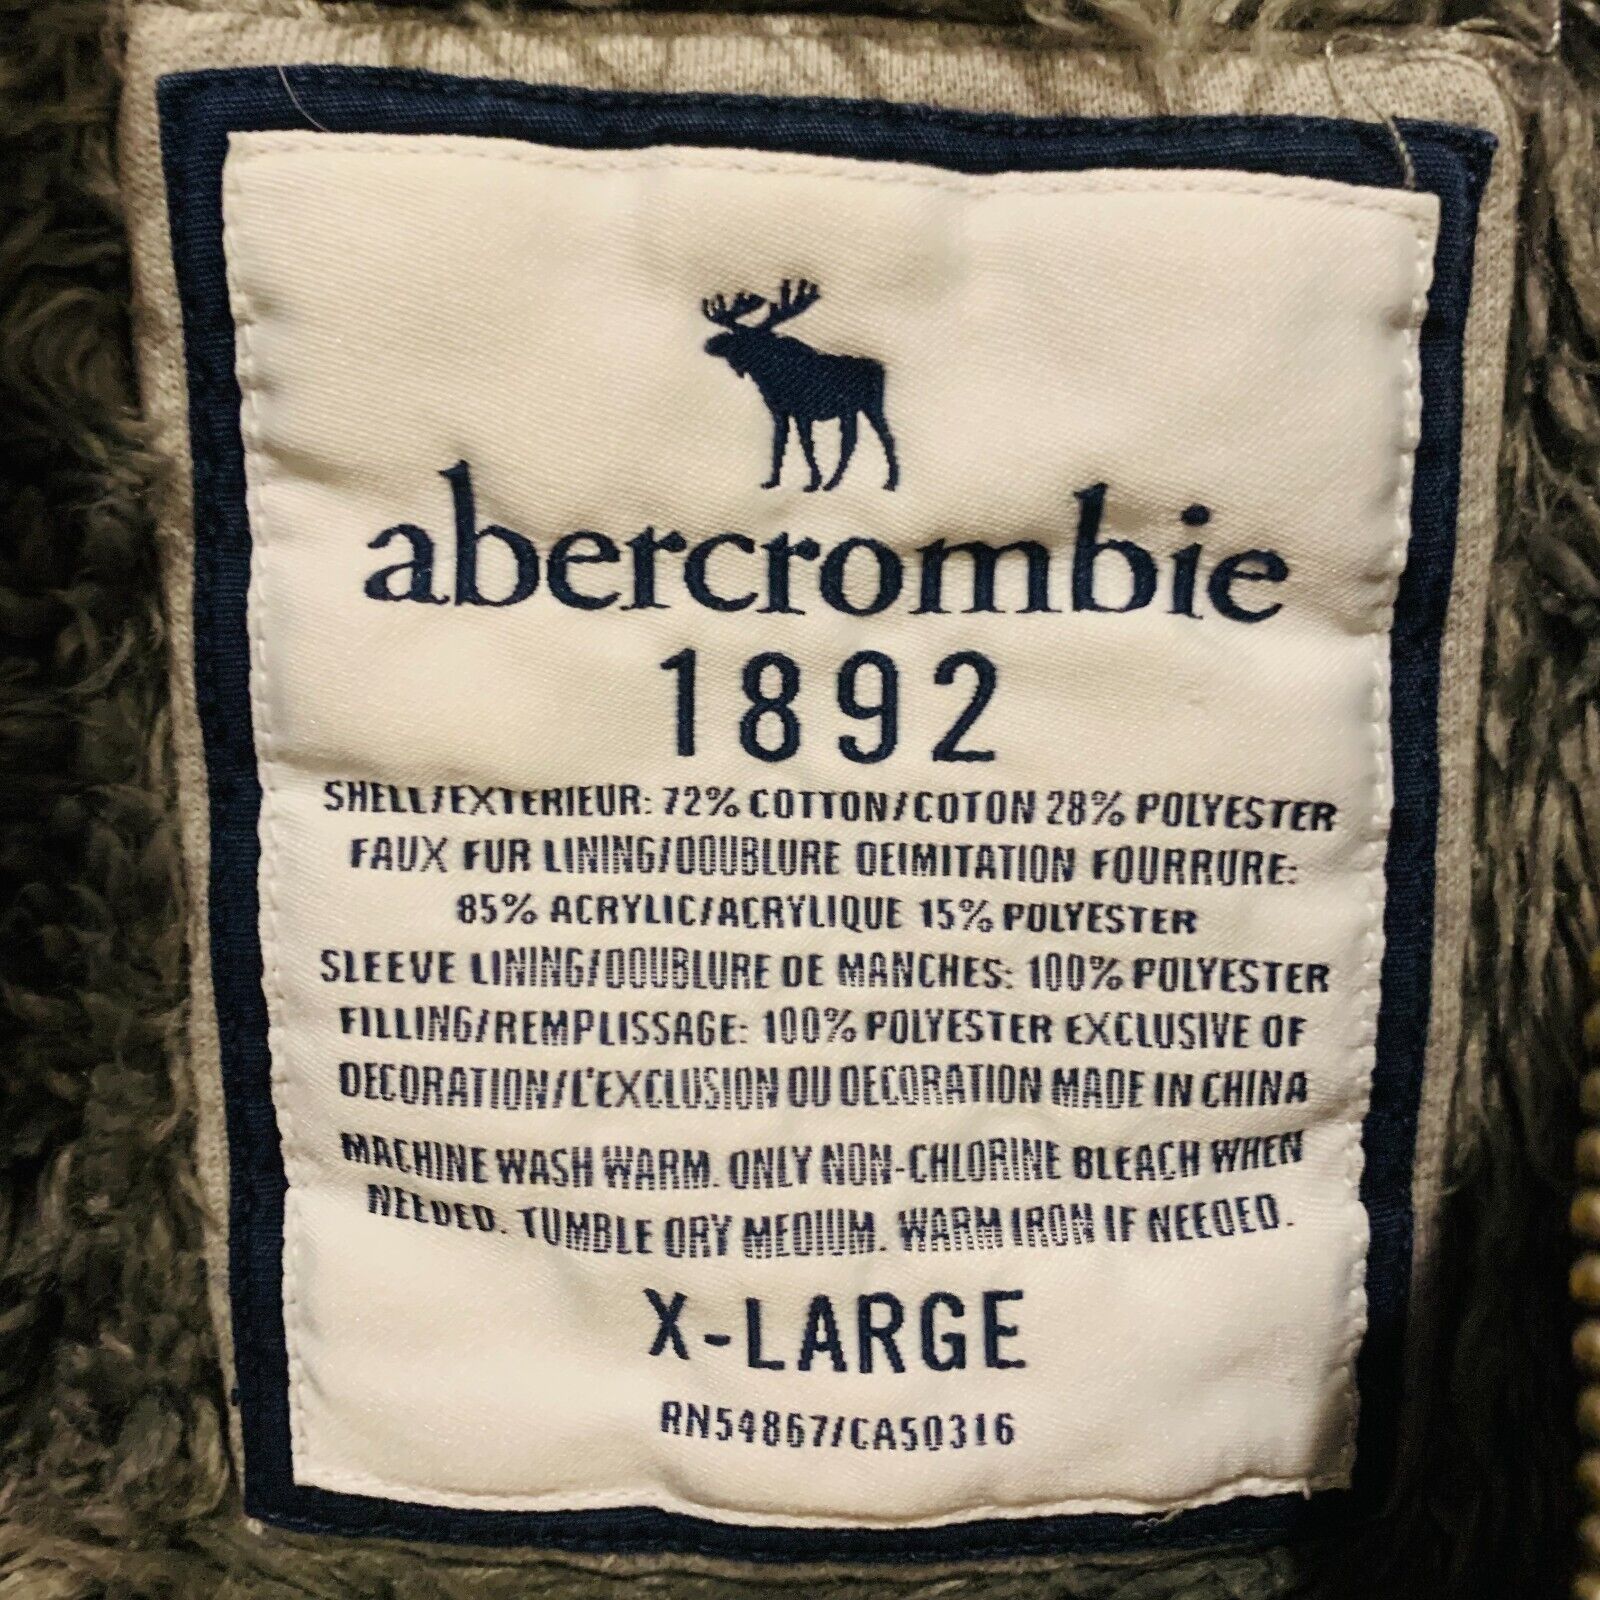 abercrombie
1892
SHELL/EXTERIEUR: 72% COTTON/COTON 28% POLYESTER
FAUX FUR LINING/DOUBLURE DEIMITATION FOURRURE:
85% ACRYLIC/ACRYLIQUE 15% POLYESTER
SLEEVE LINING/DOUBLURE DE MANCHES: 100% POLYESTER
FILLING/REMPLISSAGE: 100% POLYESTER EXCLUSIVE OF
DECORATION/L'EXCLUSION DU DECORATION MADE IN CHINA
MACHINE WASH WARM. ONLY NON-CHLORINE BLEACH WHEN
NEEDED. TUMBLE DRY MEDIUM. WARM IRON IF NEEDED.
X-LARGE
RN54867/CA50316